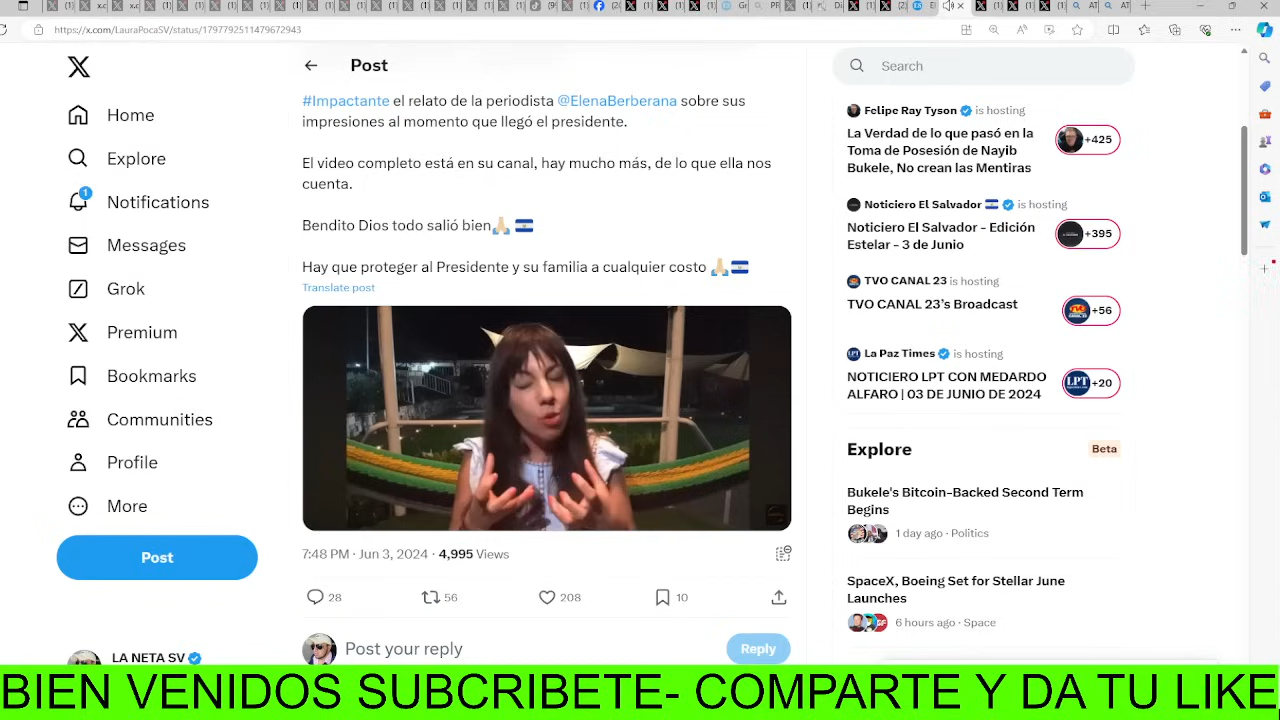 https://x.com/LauraPocaSV/status/1797792511479672943
Home
Explore
Notifications
1
Messages
Grok
Premium
Bookmarks
Communities
Profile
More
Post
LA NETA SV
Post
#Impactante el relato de la periodista @ElenaBerberana sobre sus
impresiones al momento que llegó el presidente.
El video completo está en su canal, hay mucho más, de lo que ella nos
cuenta.
Bendito Dios todo salió bien🙏🏼 🇸🇻
Hay que proteger al Presidente y su familia a cualquier costo 🙏🏼🇸🇻
Translate post
7:48 PM · Jun 3, 2024 · 4,995 Views
28 56 208 10
Post your reply
Reply
Search
Felipe Ray Tyson is hosting
La Verdad de lo que pasó en la
Toma de Posesión de Nayib
Bukele, No crean las Mentiras
+425
Noticiero El Salvador 🇸🇻 is hosting
Noticiero El Salvador - Edición
Estelar - 3 de Junio
+395
TVO CANAL 23 is hosting
TVO CANAL 23's Broadcast
+56
La Paz Times is hosting
NOTICIERO LPT CON MEDARDO
ALFARO | 03 DE JUNIO DE 2024
+20
Explore
Beta
Bukele's Bitcoin-Backed Second Term
Begins
1 day ago · Politics
SpaceX, Boeing Set for Stellar June
Launches
6 hours ago · Space
BIEN VENIDOS SUBCRIBETE- COMPARTE Y DA TU LIKE,